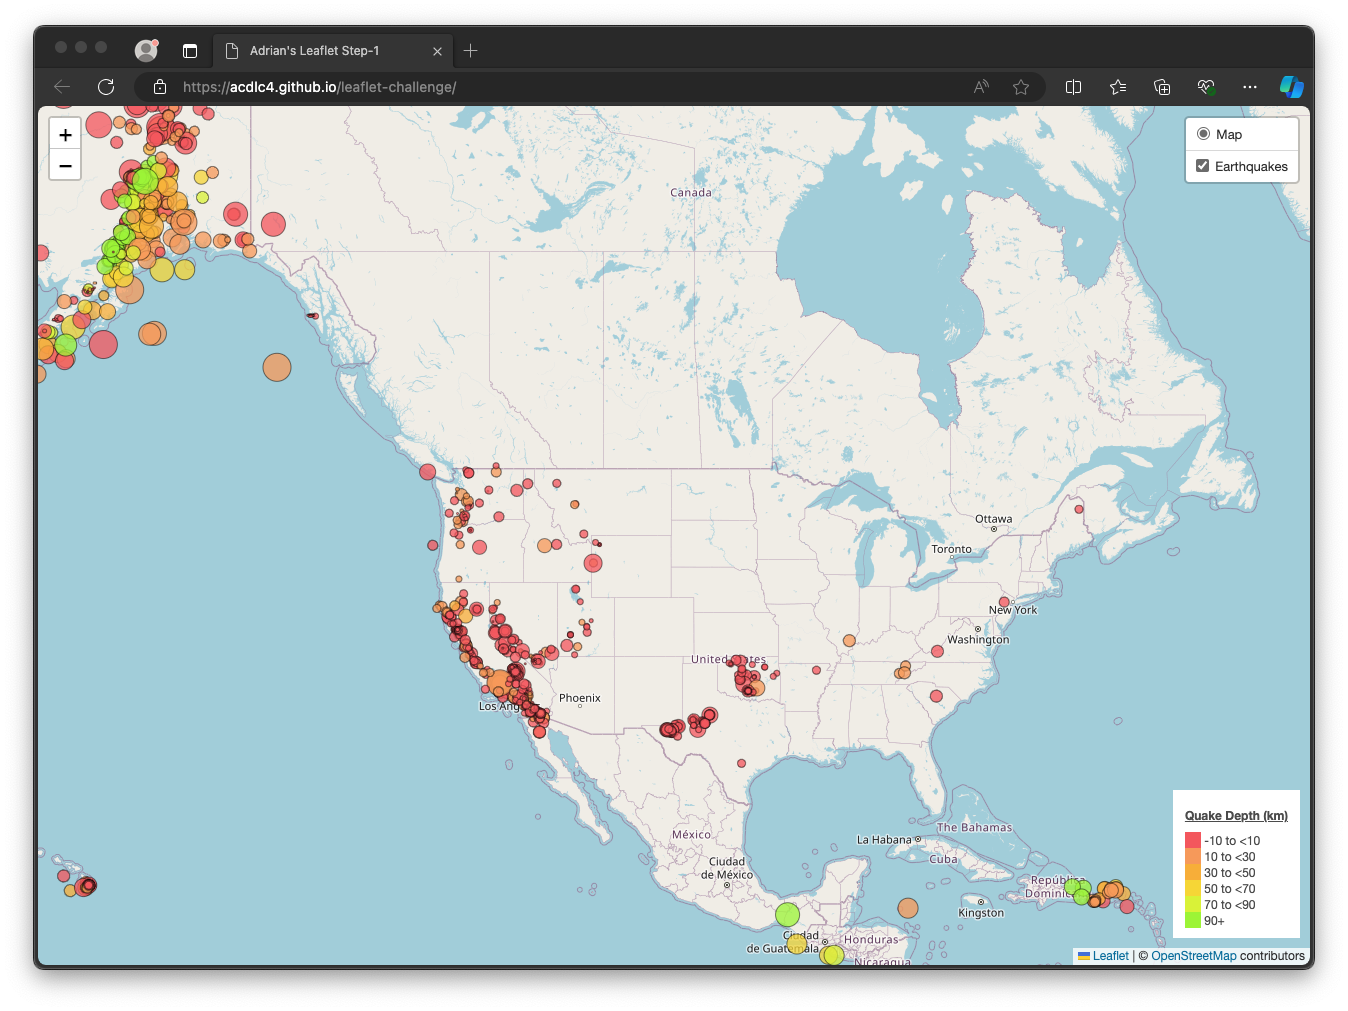 Adrian's Leaflet Step-1
https://acdlc4.github.io/leaflet-challenge/
+
−
Map
Earthquakes
Canada
Ottawa
Toronto
New York
Washington
United States
Phoenix
Los Ang
México
Ciudad
de México
La Habana
The Bahamas
Cuba
República
Domin
Kingston
Ciudad
de Guatemala
Honduras
Nicaragua
Quake Depth (km)
-10 to <10
10 to <30
30 to <50
50 to <70
70 to <90
90+
Leaflet | © OpenStreetMap contributors